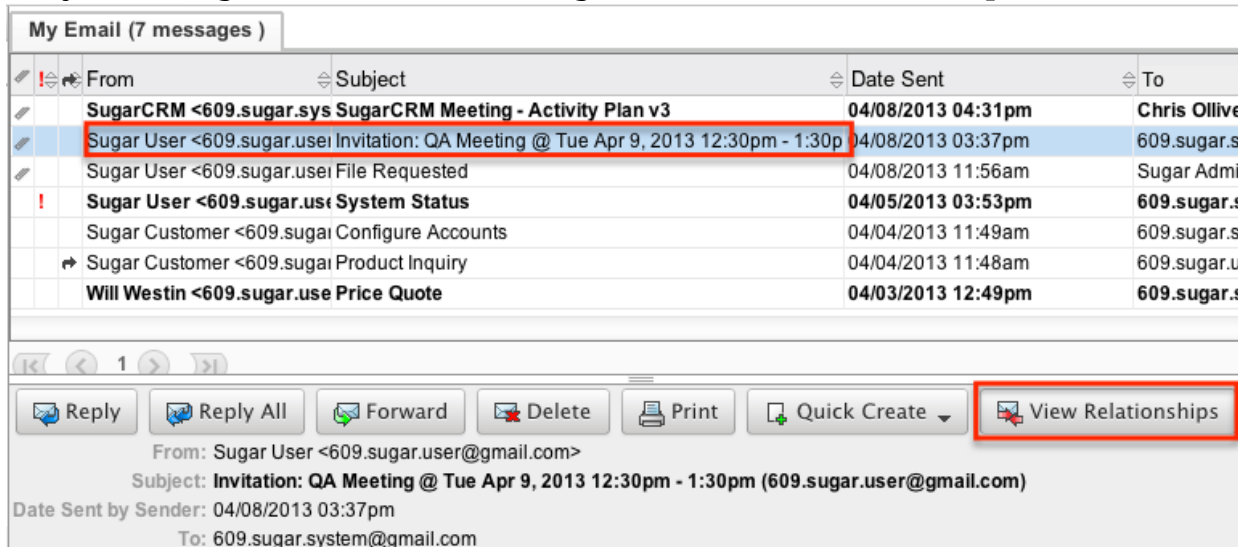 My Email (7 messages )
! From Subject Date Sent To
SugarCRM <609.sugar.sys SugarCRM Meeting - Activity Plan v3 04/08/2013 04:31pm Chris Ollive
Sugar User <609.sugar.use Invitation: QA Meeting @ Tue Apr 9, 2013 12:30pm - 1:30p 04/08/2013 03:37pm 609.sugar.s
Sugar User <609.sugar.use File Requested 04/08/2013 11:56am Sugar Admi
! Sugar User <609.sugar.use System Status 04/05/2013 03:53pm 609.sugar.s
Sugar Customer <609.suga Configure Accounts 04/04/2013 11:49am 609.sugar.s
Sugar Customer <609.suga Product Inquiry 04/04/2013 11:48am 609.sugar.u
Will Westin <609.sugar.use Price Quote 04/03/2013 12:49pm 609.sugar.s
1
Reply Reply All Forward Delete Print Quick Create View Relationships
From: Sugar User <609.sugar.user@gmail.com>
Subject: Invitation: QA Meeting @ Tue Apr 9, 2013 12:30pm - 1:30pm (609.sugar.user@gmail.com)
Date Sent by Sender: 04/08/2013 03:37pm
To: 609.sugar.system@gmail.com